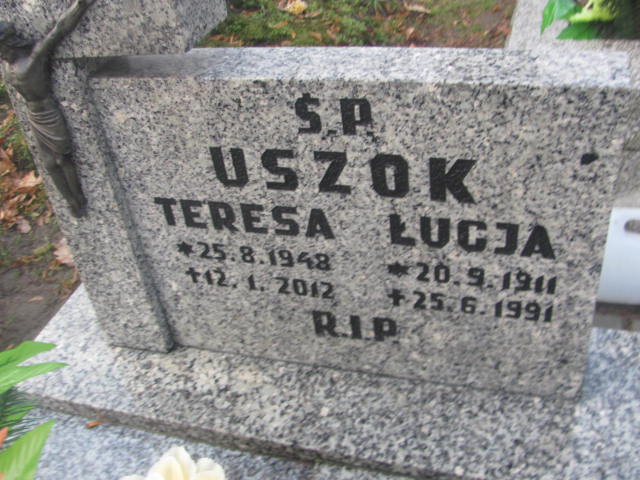 Ś.P.
USZOK
TERESA ŁUCJA
*25.8.1948 *20.9.1911
+12.1.2012 +25.6.1991
R.I.P.